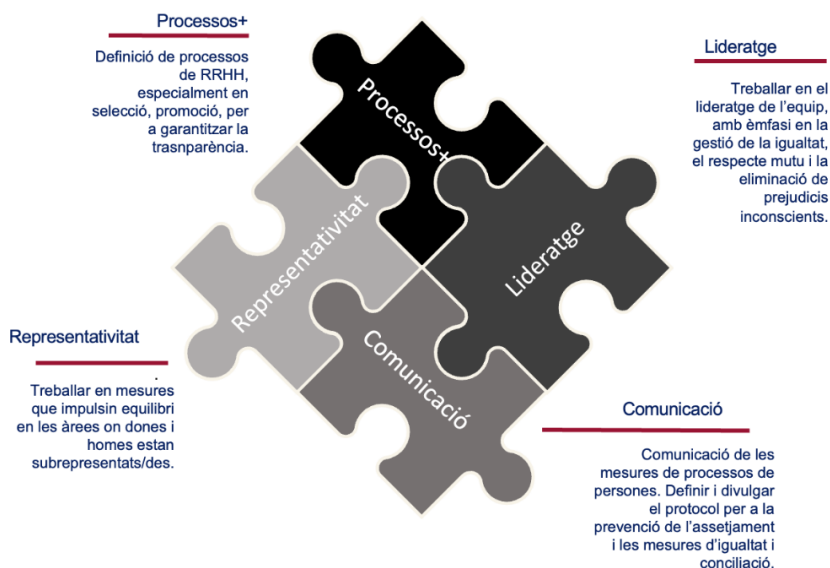 Processos+
Definició de processos
de RRHH,
especialment en
selecció, promoció, per
a garantitzar la
trasnparència.
Lideratge
Treballar en el
lideratge de l'equip,
amb èmfasi en la
gestió de la igualtat,
el respecte mutu i la
eliminació de
prejudicis
inconscients.
Processos+
Representativitat
Lideratge
Comunicació
Representativitat
.
Treballar en mesures
que impulsin equilibri
en les àrees on dones i
homes estan
subrepresentats/des.
Comunicació
Comunicació de les
mesures de processos de
persones. Definir i divulgar
el protocol per a la
prevenció de l'assetjament
i les mesures d'igualtat i
conciliació.